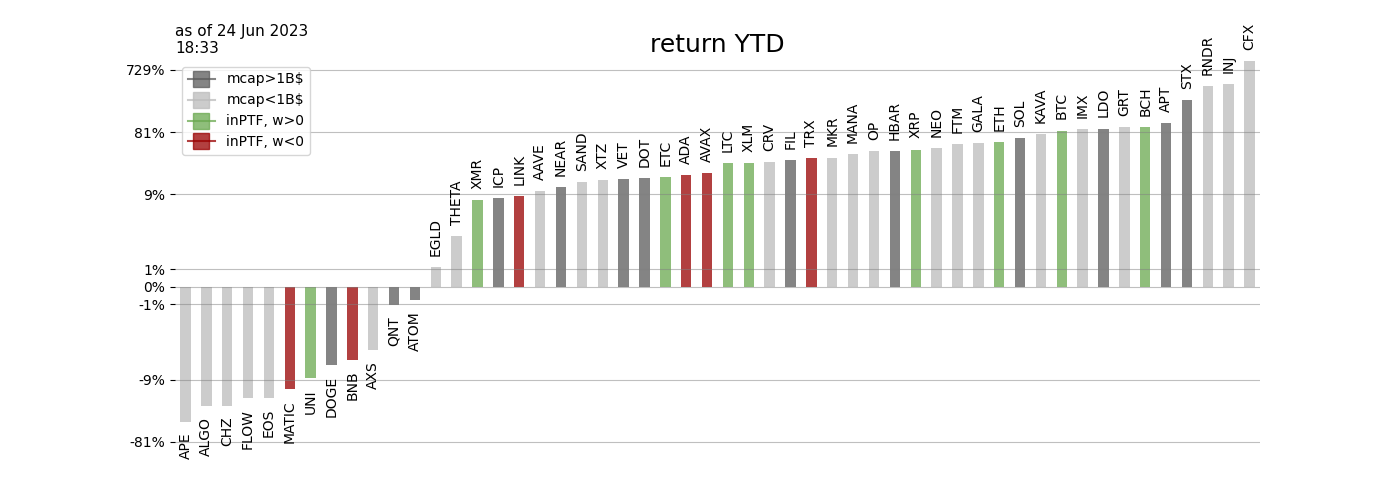 as of 24 Jun 2023
18:33
return YTD
mcap>1B$
mcap<1B$
inPTF, w>0
inPTF, w<0
729%
81%
9%
1%
0%
-1%
-9%
-81%
APE
ALGO
CHZ
FLOW
EOS
MATIC
UNI
DOGE
BNB
AXS
QNT
ATOM
EGLD
THETA
XMR
ICP
LINK
AAVE
NEAR
SAND
XTZ
VET
DOT
ETC
ADA
AVAX
LTC
XLM
CRV
FIL
TRX
MKR
MANA
OP
HBAR
XRP
NEO
FTM
GALA
ETH
SOL
KAVA
BTC
IMX
LDO
GRT
BCH
APT
STX
RNDR
INJ
CFX